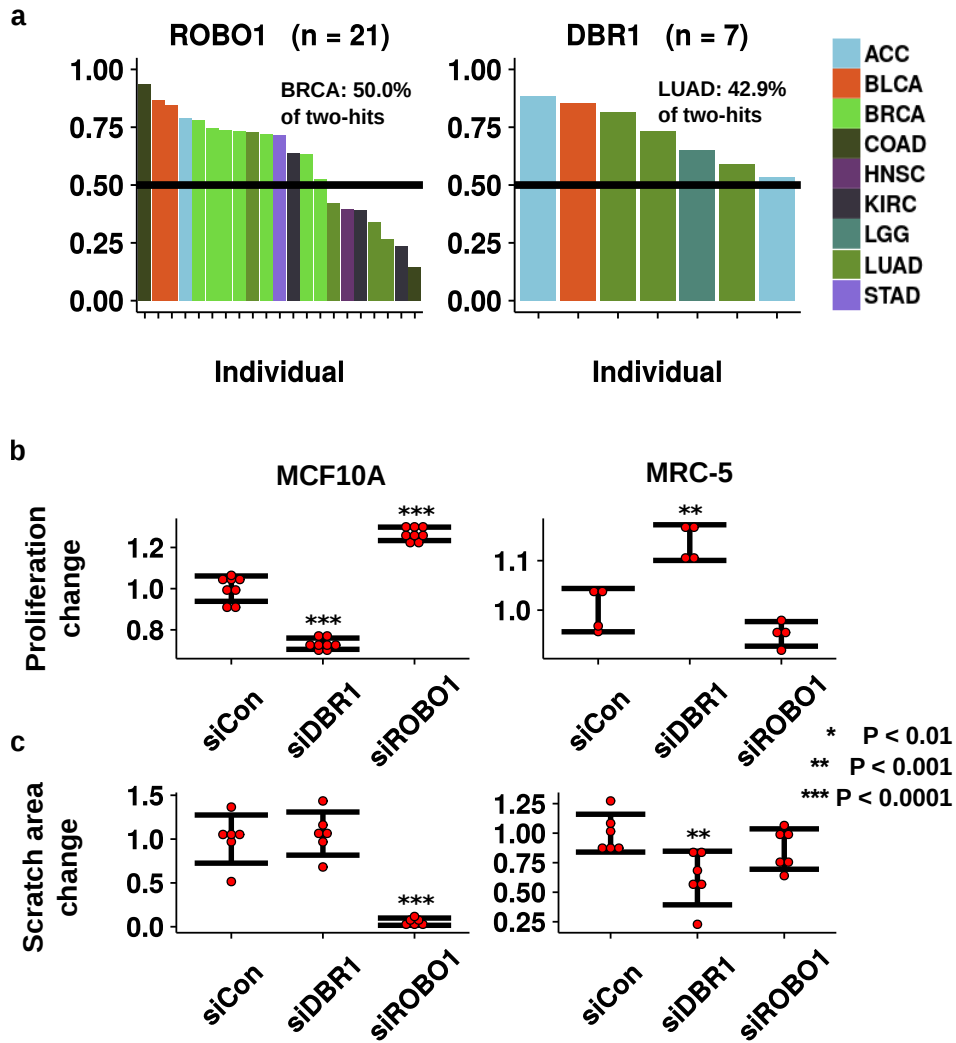 a
ROBO1 (n = 21)
DBR1 (n = 7)
1.00
0.75
0.50
0.25
0.00
BRCA: 50.0%
of two-hits
Individual
1.00
0.75
0.50
0.25
0.00
LUAD: 42.9%
of two-hits
Individual
ACC
BLCA
BRCA
COAD
HNSC
KIRC
LGG
LUAD
STAD
b
MCF10A
MRC-5
Proliferation
change
1.2
1.0
0.8
***
***
siCon
siDBR1
siROBO1
1.1
1.0
**
siCon
siDBR1
siROBO1
* P < 0.01
** P < 0.001
*** P < 0.0001
c
Scratch area
change
1.5
1.0
0.5
0.0
***
siCon
siDBR1
siROBO1
1.25
1.00
0.75
0.50
0.25
**
siCon
siDBR1
siROBO1